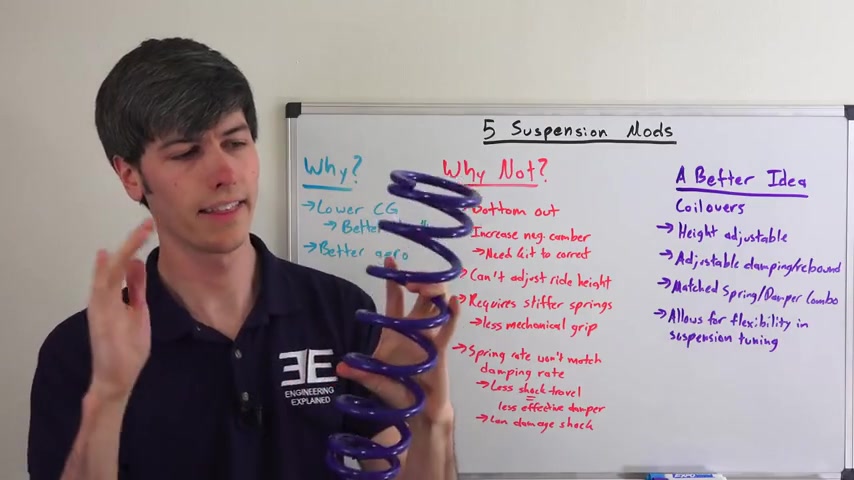 5 Suspension Mods
Why?
→Lower CG
→Better
→Better aero
Why Not?
Bottom out
Increase neg. camber
→Need kit to correct
Can't adjust ride height
→Requires stiffer springs
→less mechanical grip
→Spring rate won't match
damping rate
→Less shock travel
less effective damper
→Can damage shock
A Better Idea
Coilovers
→Height adjustable
→Adjustable damping/rebound
→Matched Spring/Damper Combo
→Allows for flexibility in
suspension tuning
EE
ENGINEERING
EXPLAINED
EXPO